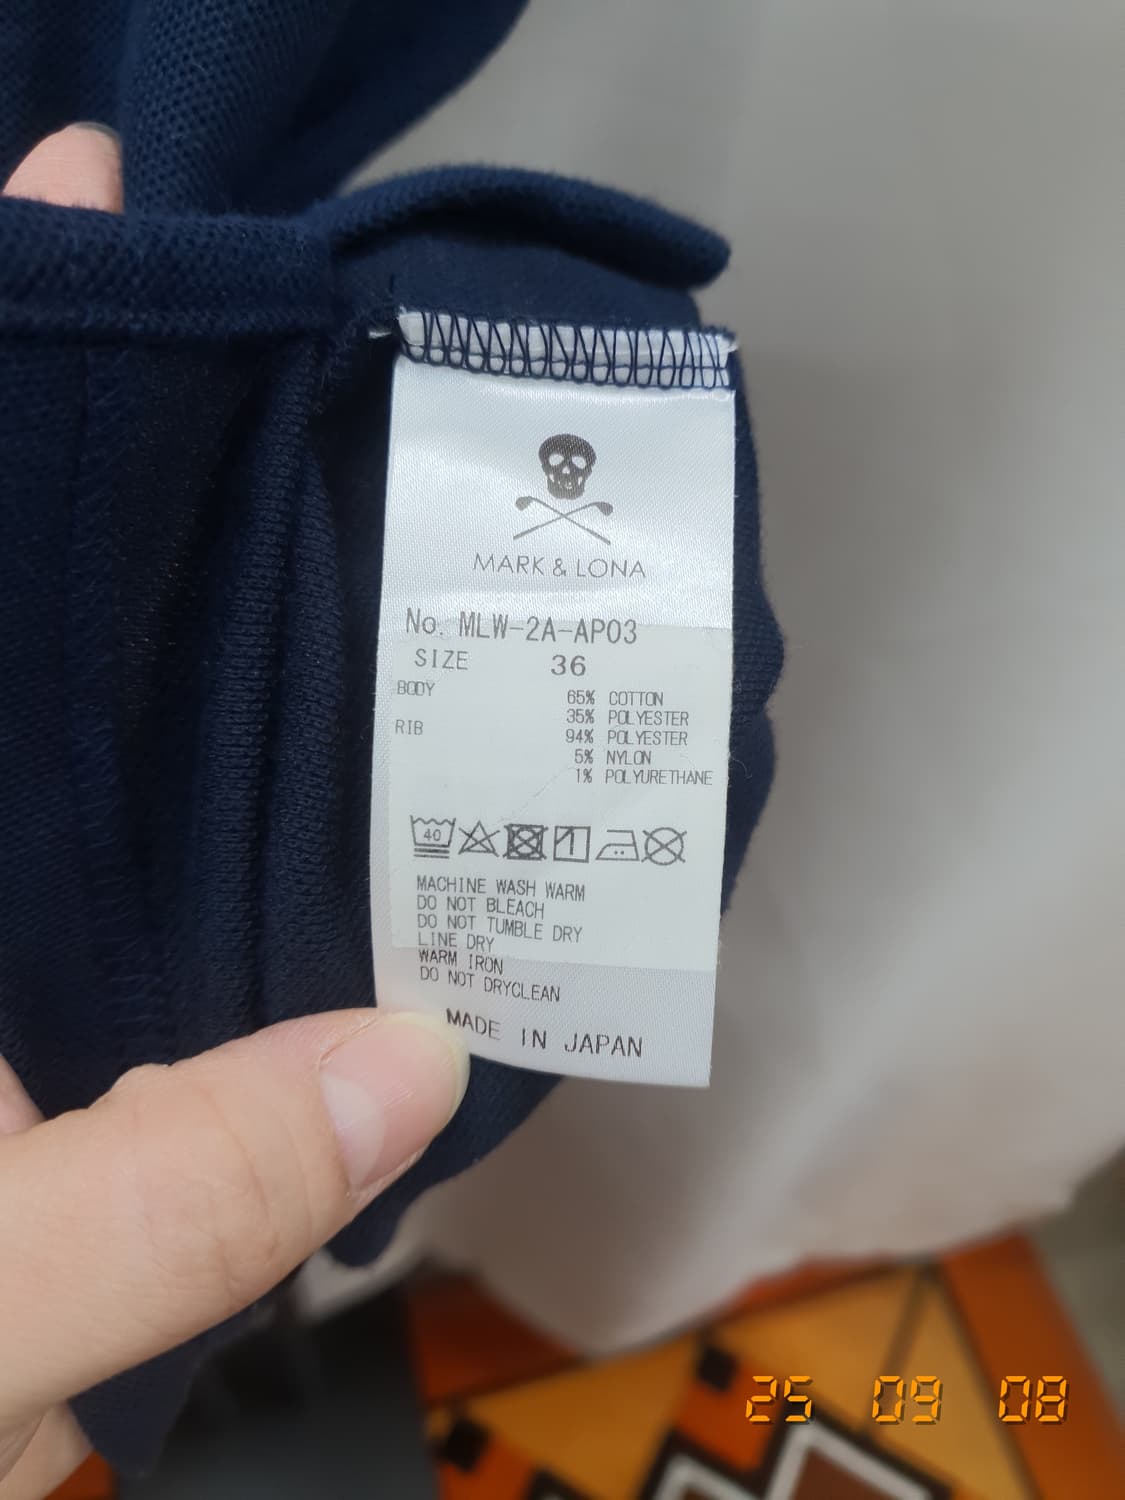 MARK & LONA
No. MLW-2A-AP03
SIZE 36
BODY 65% COTTON
35% POLYESTER
RIB 94% POLYESTER
5% NYLON
1% POLYURETHANE
40
MACHINE WASH WARM
DO NOT BLEACH
DO NOT TUMBLE DRY
LINE DRY
WARM IRON
DO NOT DRYCLEAN
MADE IN JAPAN
25 09 08